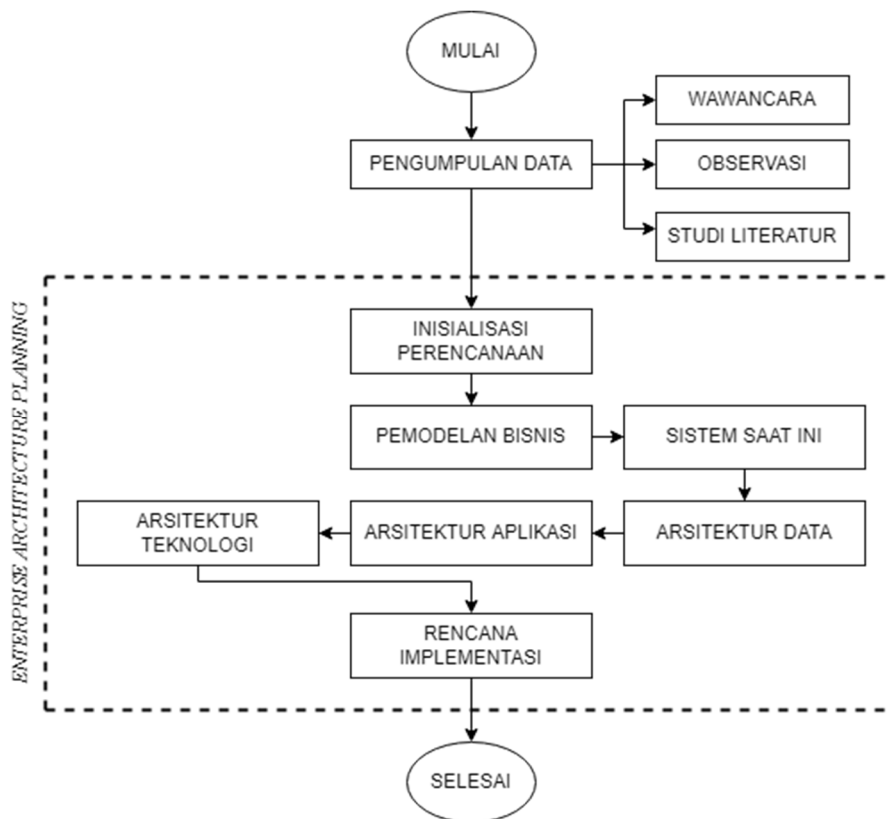 MULAI
PENGUMPULAN DATA
WAWANCARA
OBSERVASI
STUDI LITERATUR
ENTERPRISE ARCHITECTURE PLANNING
INISIALISASI
PERENCANAAN
PEMODELAN BISNIS
SISTEM SAAT INI
ARSITEKTUR DATA
ARSITEKTUR APLIKASI
ARSITEKTUR
TEKNOLOGI
RENCANA
IMPLEMENTASI
SELESAI